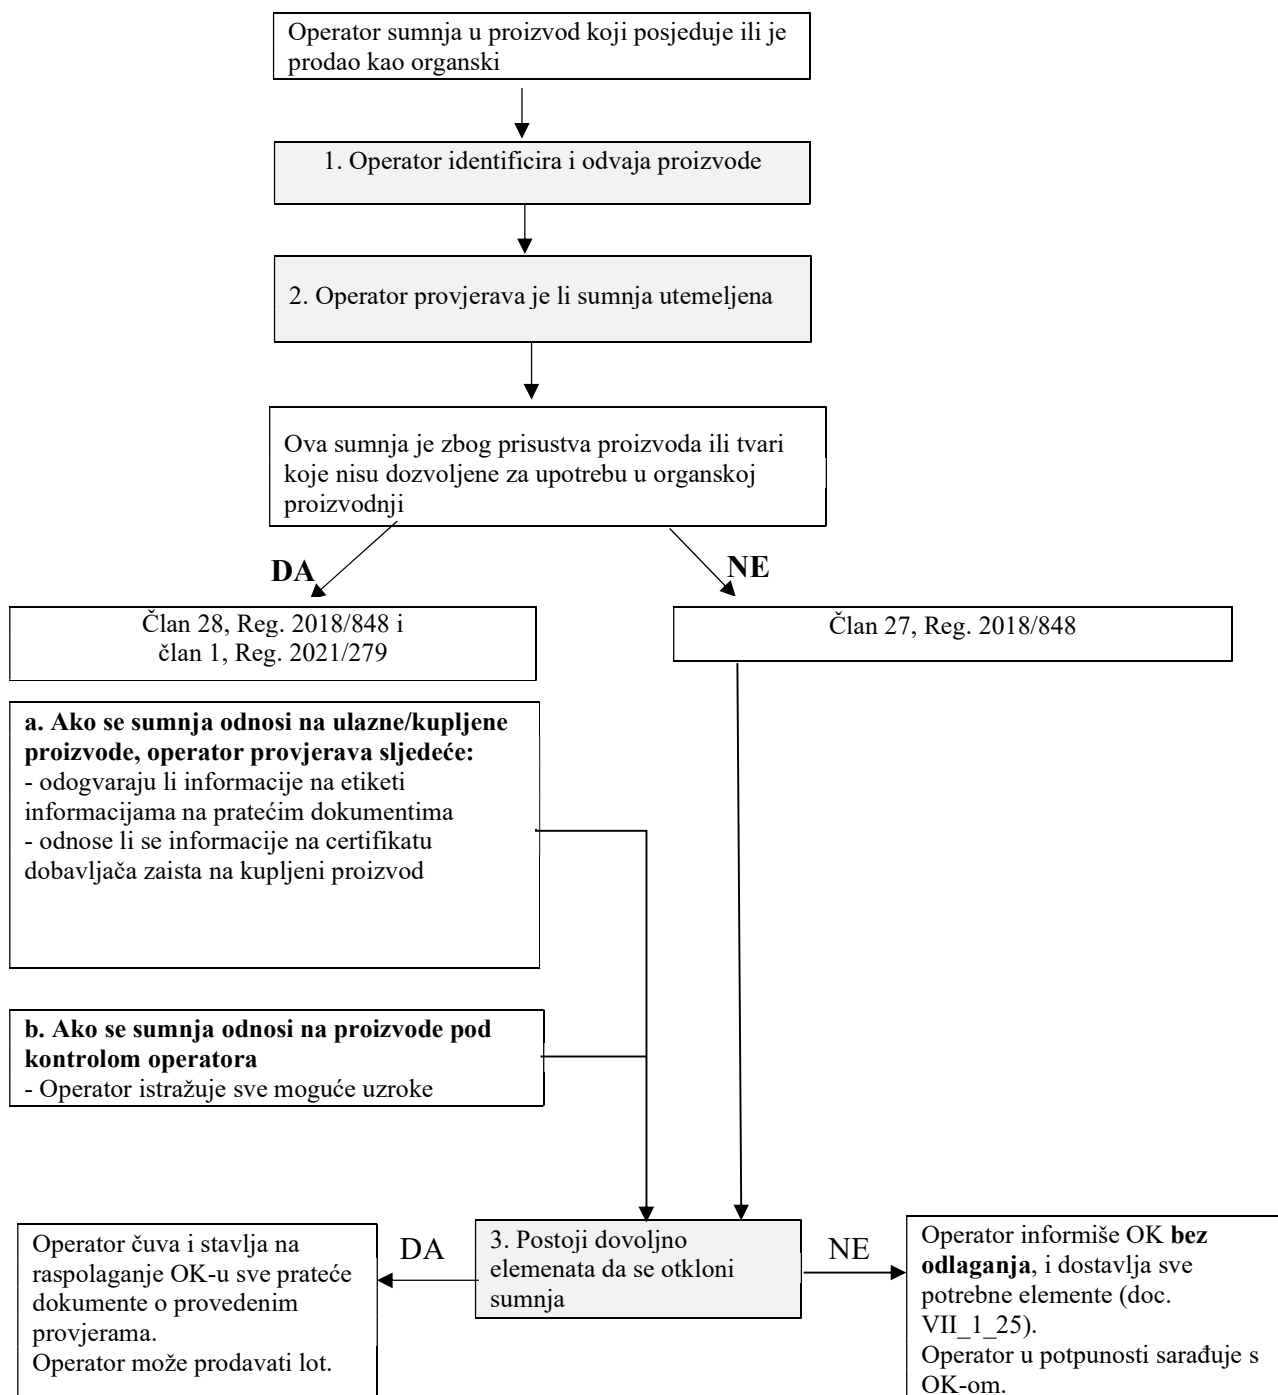 Operator sumnja u proizvod koji posjeduje ili je
prodao kao organski
1. Operator identificira i odvaja proizvode
2. Operator provjerava je li sumnja utemeljena
Ova sumnja je zbog prisustva proizvoda ili tvari
koje nisu dozvoljene za upotrebu u organskoj
proizvodnji
DA
NE
Član 28, Reg. 2018/848 i
član 1, Reg. 2021/279
Član 27, Reg. 2018/848
a. Ako se sumnja odnosi na ulazne/kupljene
proizvode, operator provjerava sljedeće:
- odogvaraju li informacije na etiketi
informacijama na pratećim dokumentima
- odnose li se informacije na certifikatu
dobavljača zaista na kupljeni proizvod
b. Ako se sumnja odnosi na proizvode pod
kontrolom operatora
- Operator istražuje sve moguće uzroke
Operator čuva i stavlja na
raspolaganje OK-u sve prateće
dokumente o provedenim
provjerama.
Operator može prodavati lot.
DA
3. Postoji dovoljno
elemenata da se otkloni
sumnja
NE
Operator informiše OK bez
odlaganja, i dostavlja sve
potrebne elemente (doc.
VII_1_25).
Operator u potpunosti sarađuje s
OK-om.